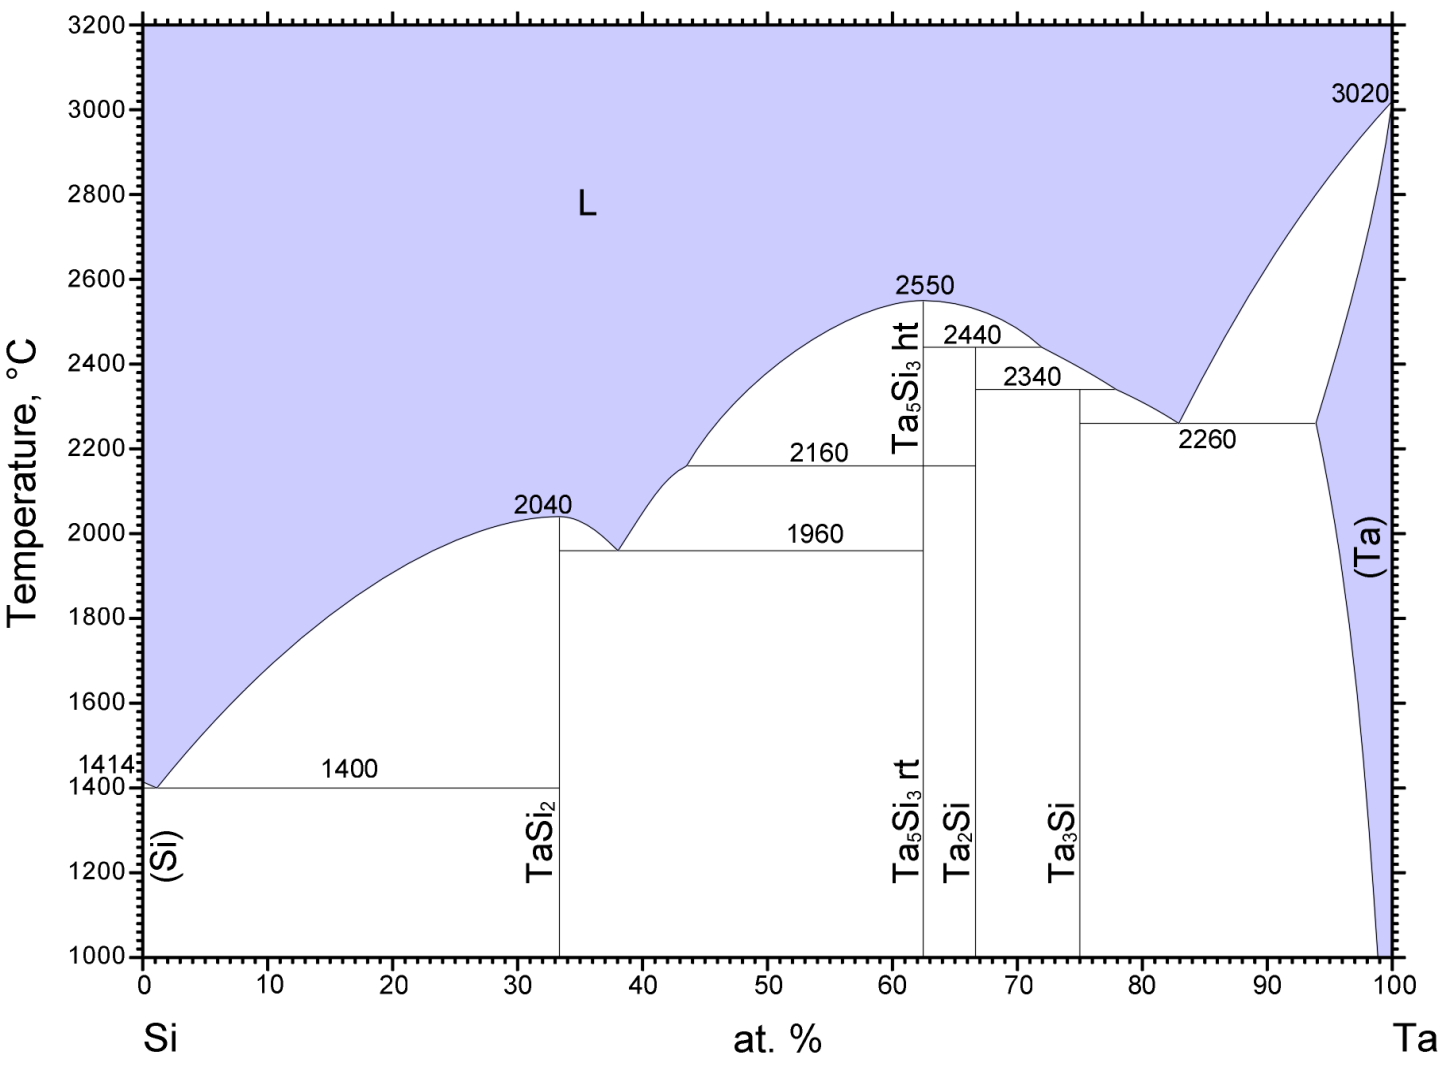 3200
3000
3020
2800
L
2600
2550
2440
2400
2340
Ta₅Si₃ ht
2200
2160
2260
2040
2000
1960
(Ta)
1800
1600
1414
1400
1400
(Si)
TaSi₂
Ta₅Si₃ rt
Ta₂Si
Ta₃Si
1200
1000
Temperature, °C
0 10 20 30 40 50 60 70 80 90 100
Si at. % Ta